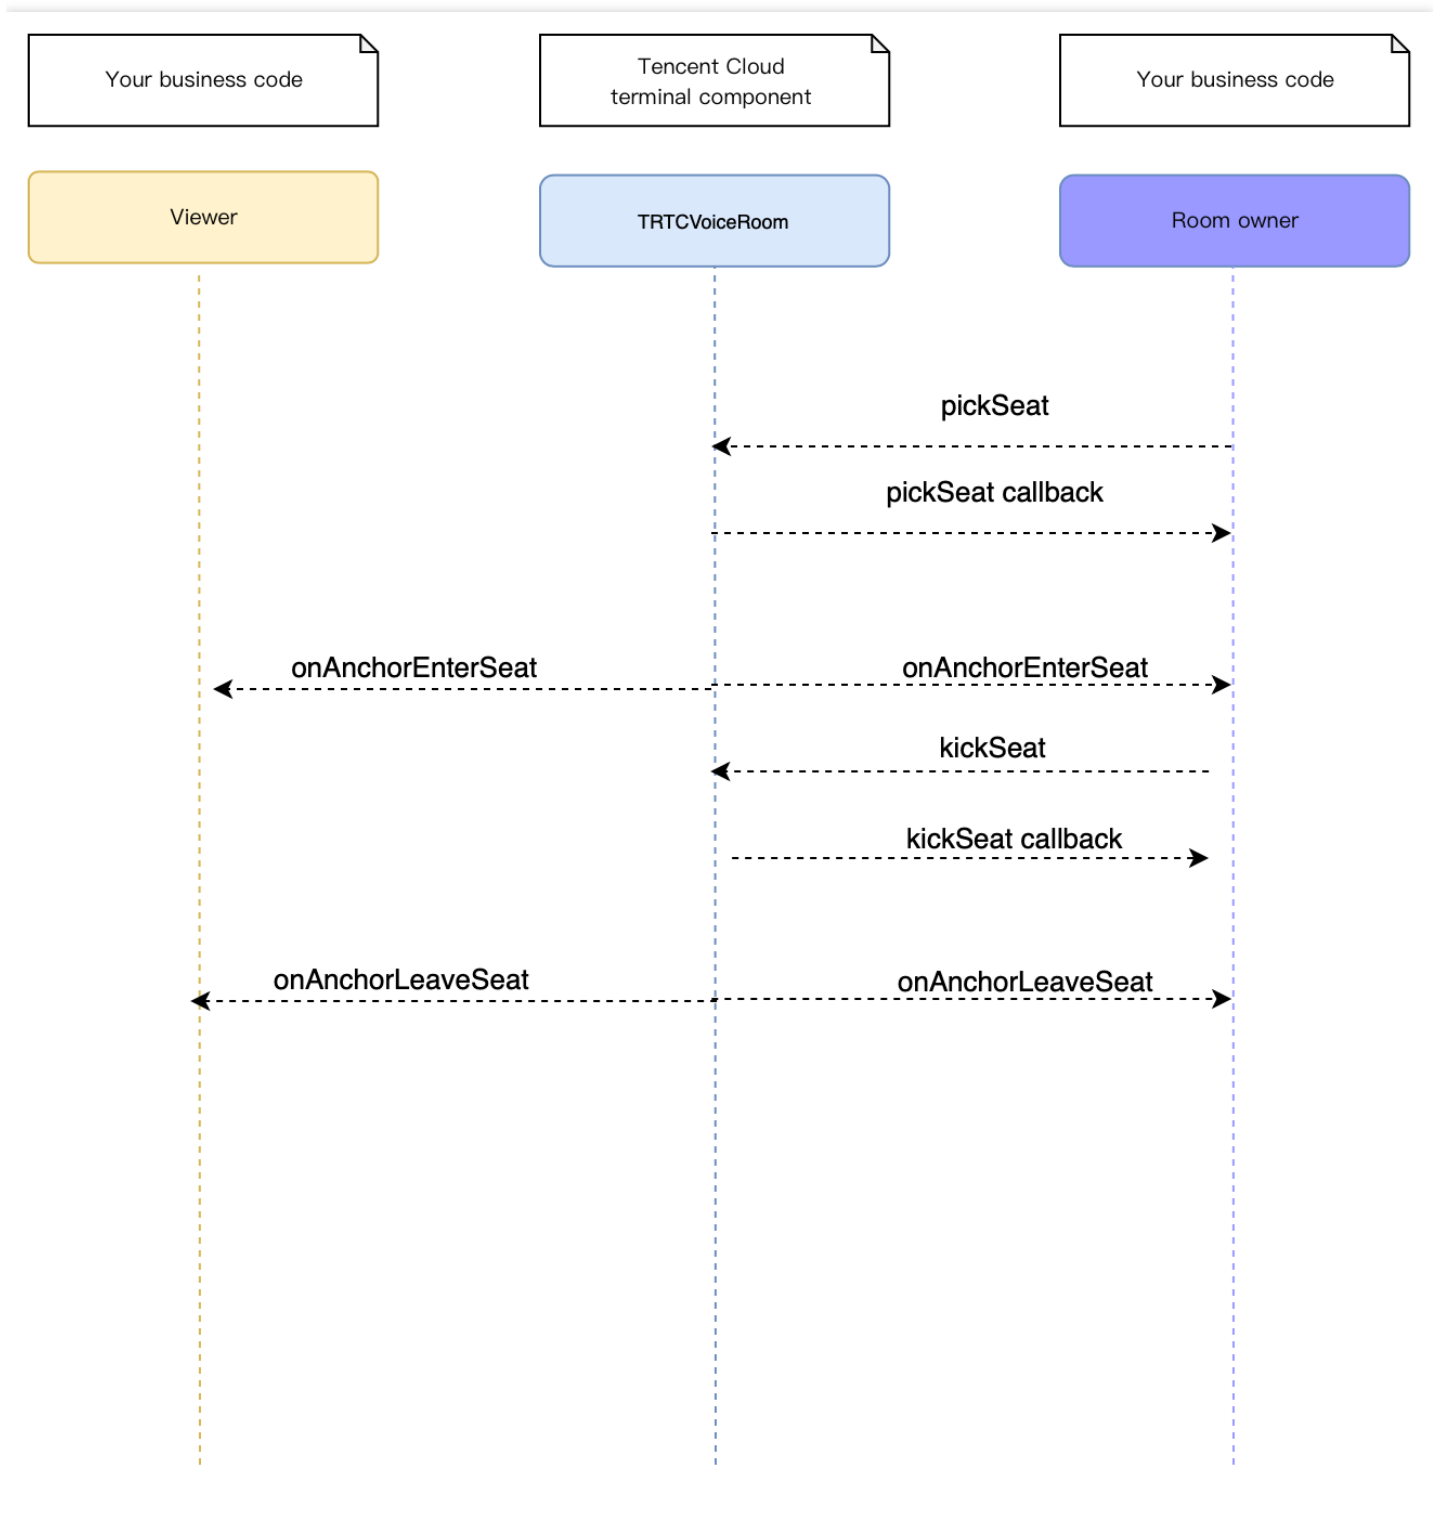 Your business code
Tencent Cloud
terminal component
Your business code
Viewer
TRTCVoiceRoom
Room owner
pickSeat
pickSeat callback
onAnchorEnterSeat
onAnchorEnterSeat
kickSeat
kickSeat callback
onAnchorLeaveSeat
onAnchorLeaveSeat